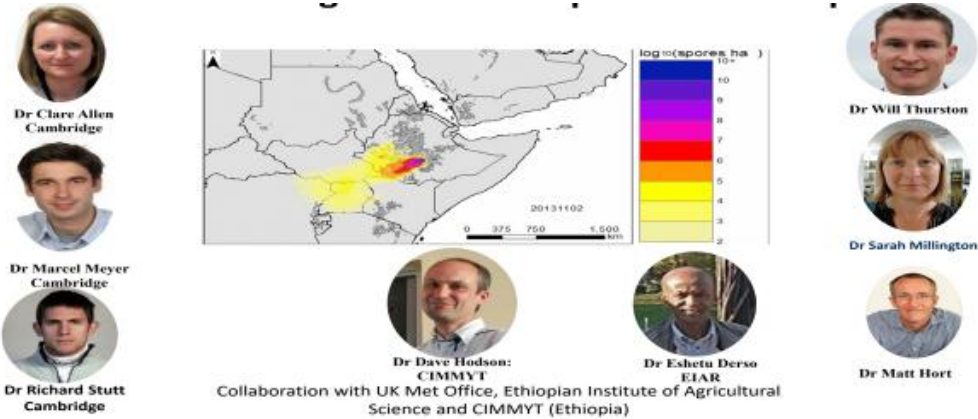 Dr Clare Allen
Cambridge
Dr Marcel Meyer
Cambridge
Dr Richard Stutt
Cambridge
log10(spores ha )
10+
10
9
8
7
6
5
4
3
2
20131102
0 375 750 1,500
km
Dr Dave Hodson:
CIMMYT
Dr Eshetu Derso
EIAR
Dr Will Thurston
Dr Sarah Millington
Dr Matt Hort
Collaboration with UK Met Office, Ethiopian Institute of Agricultural
Science and CIMMYT (Ethiopia)